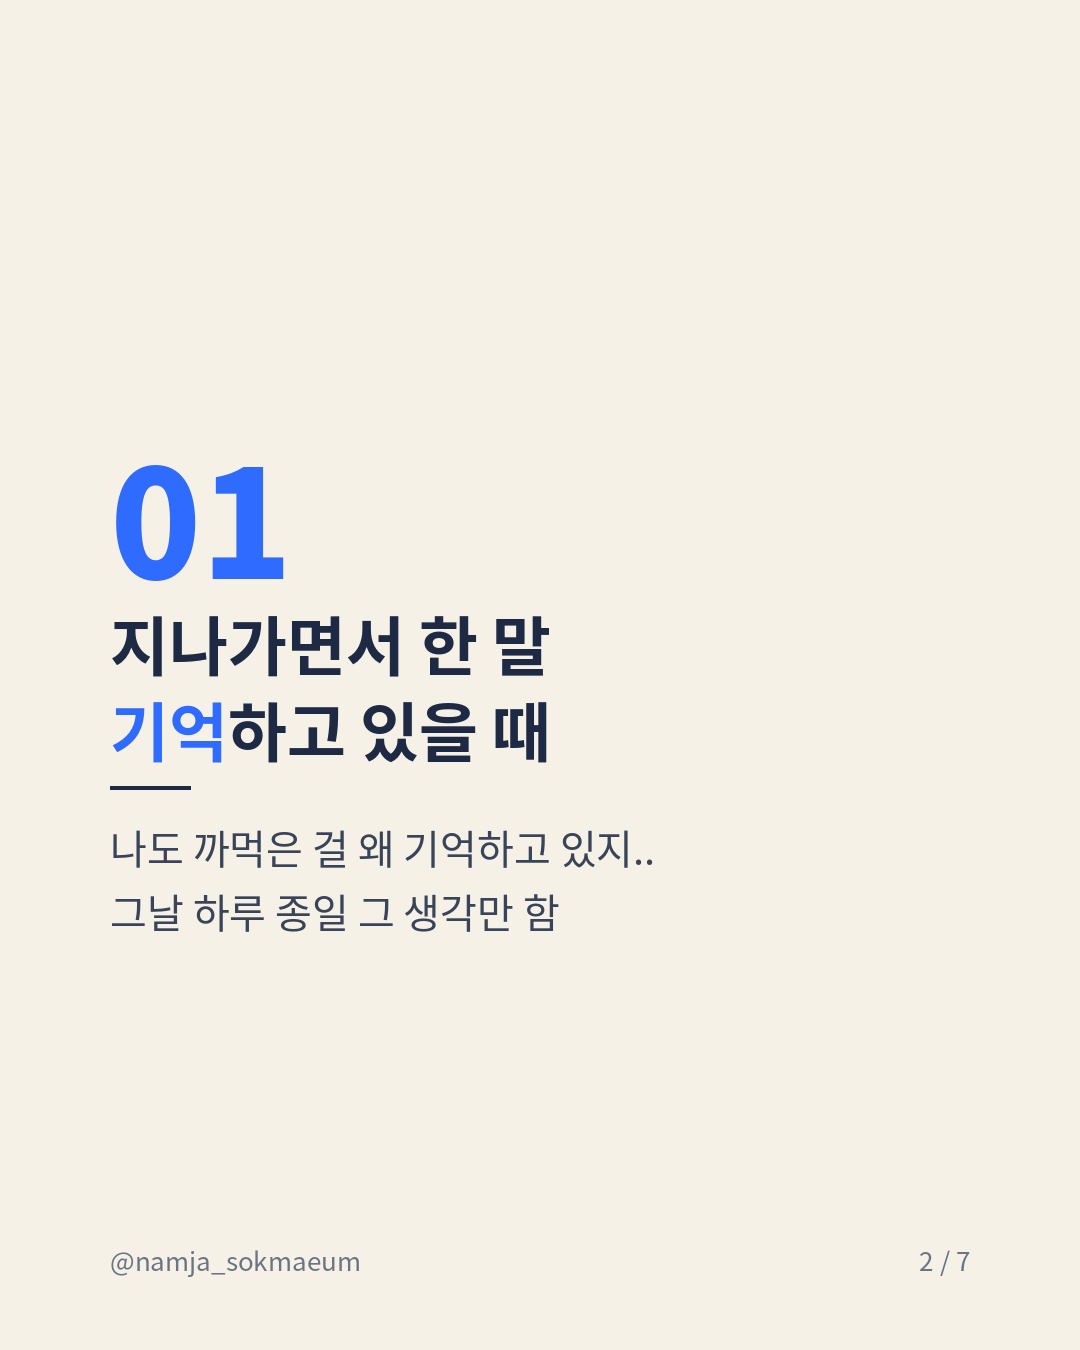 01
지나가면서 한 말
기억하고 있을 때
나도 까먹은 걸 왜 기억하고 있지..
그날 하루 종일 그 생각만 함
@namja_sokmaeum
2 / 7